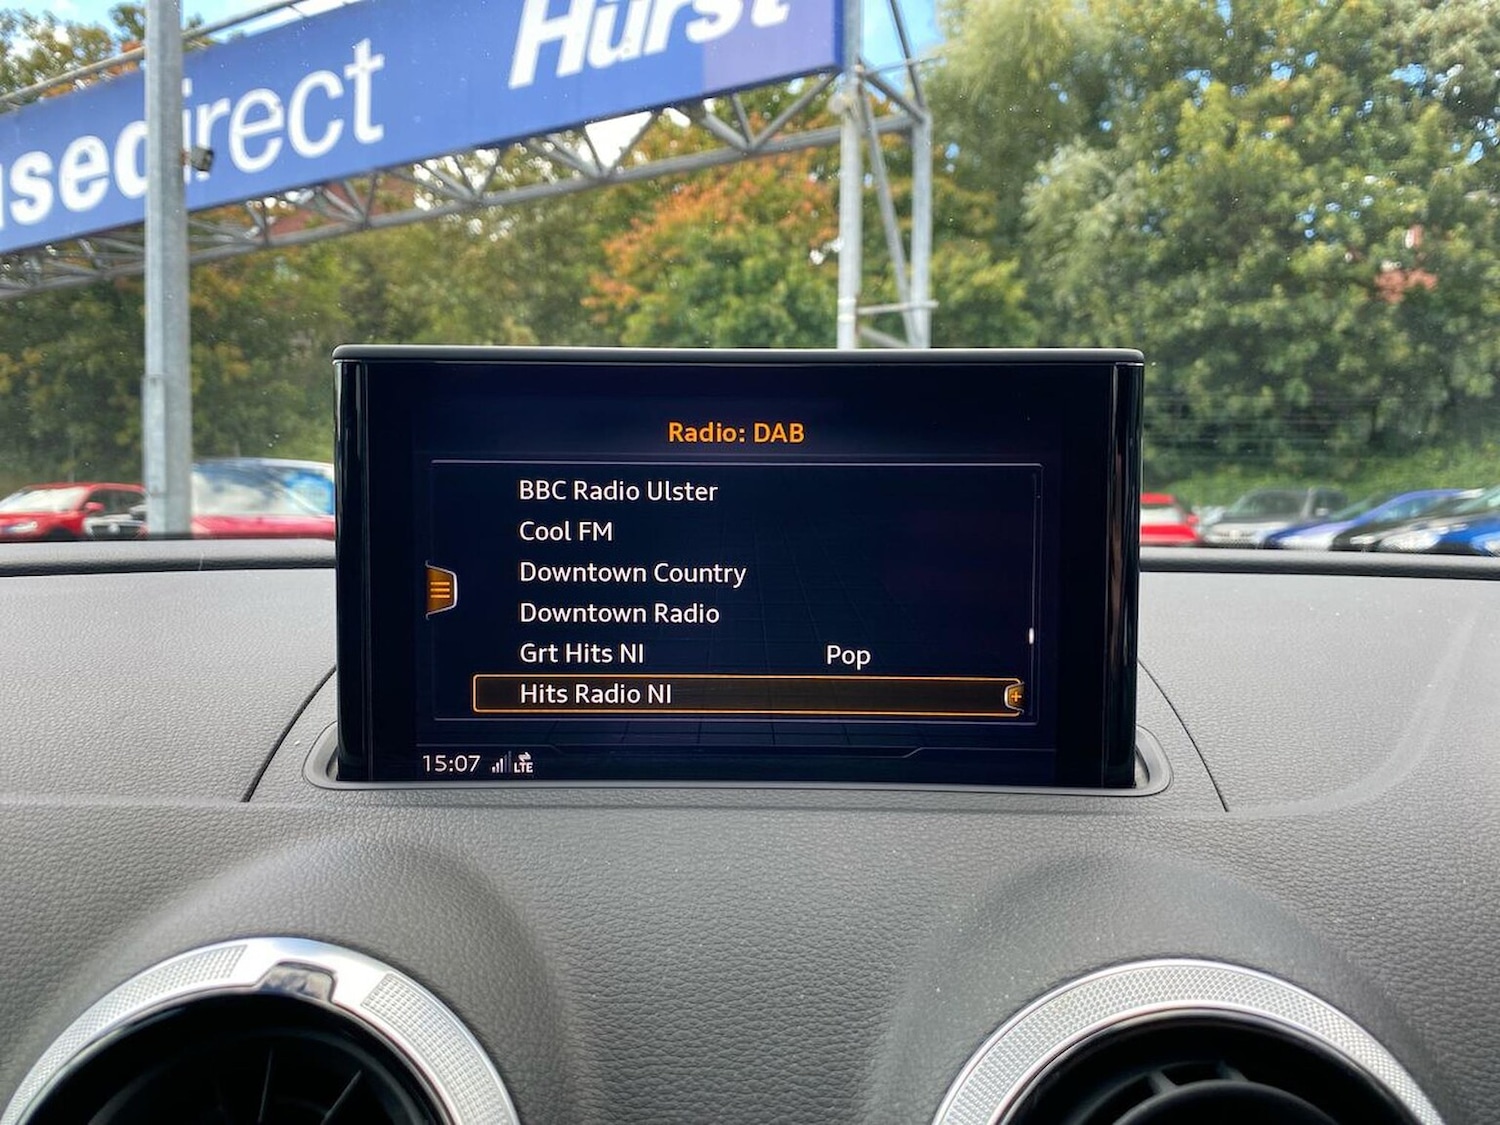 usedirect Hurst
Radio: DAB
BBC Radio Ulster
Cool FM
Downtown Country
Downtown Radio
Grt Hits NI Pop
Hits Radio NI
15:07 LTE